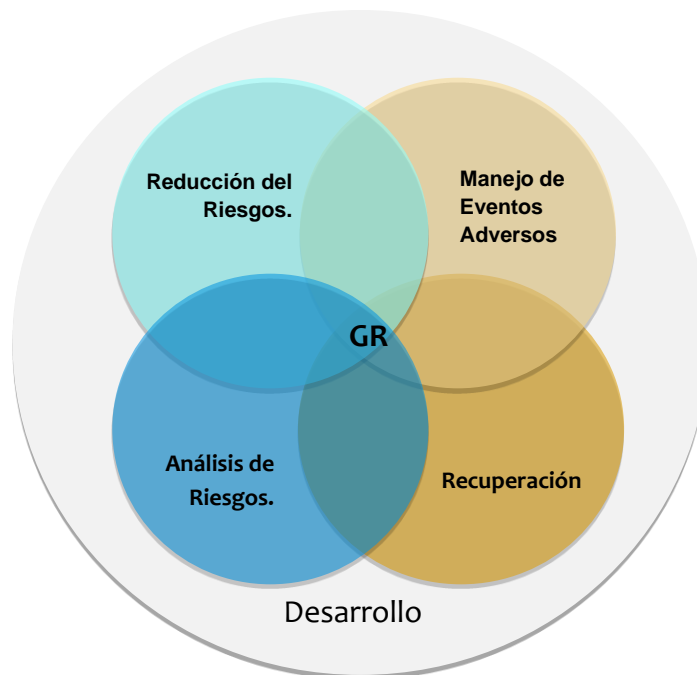 Reducción del
Riesgos.
Manejo de
Eventos
Adversos
GR
Análisis de
Riesgos.
Recuperación
Desarrollo